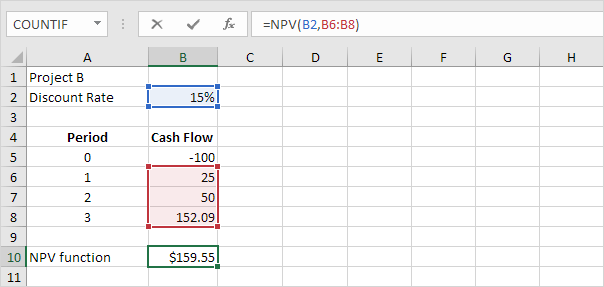 COUNTIF fx =NPV(B2,B6:B8)
A B C D E F G H
1 Project B
2 Discount Rate 15%
3
4 Period Cash Flow
5 0 -100
6 1 25
7 2 50
8 3 152.09
9
10 NPV function $159.55
11